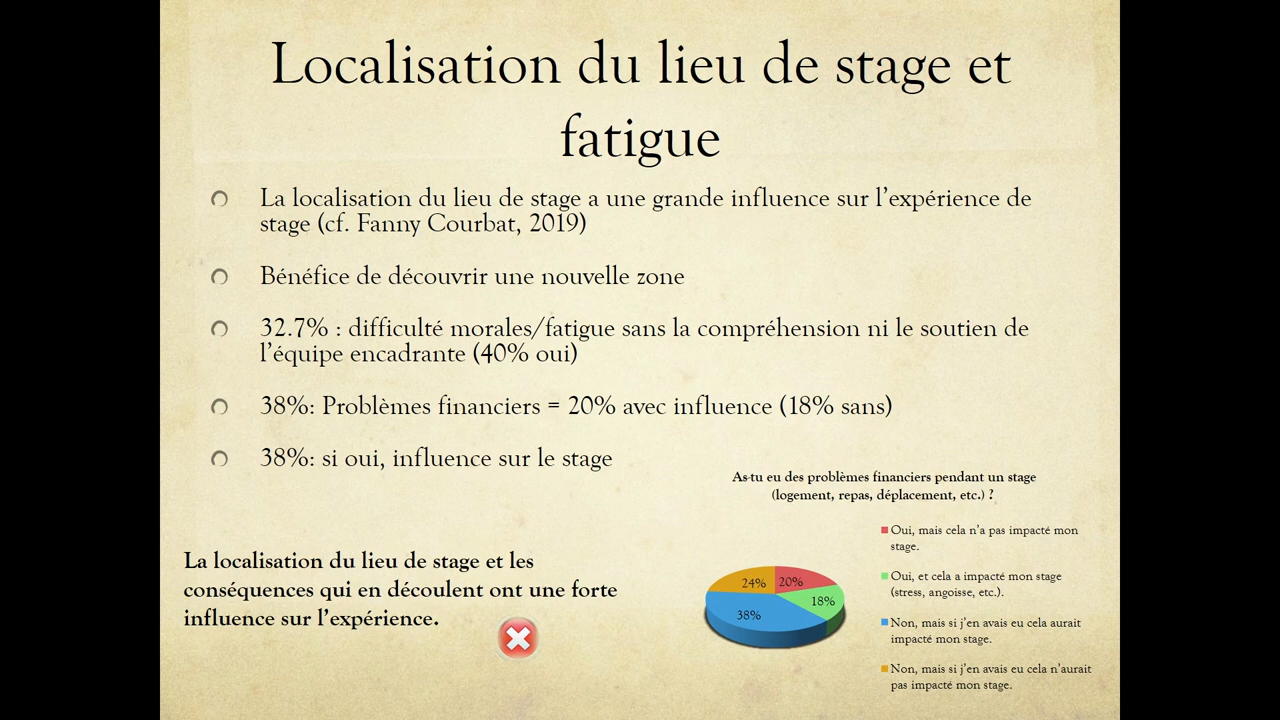 Localisation du lieu de stage et
fatigue
La localisation du lieu de stage a une grande influence sur l'expérience de
stage (cf. Fanny Courbat, 2019)
Bénéfice de découvrir une nouvelle zone
32.7% : difficulté morales/fatigue sans la compréhension ni le soutien de
l'équipe encadrante (40% oui)
38%: Problèmes financiers = 20% avec influence (18% sans)
38%: si oui, influence sur le stage
La localisation du lieu de stage et les
conséquences qui en découlent ont une forte
influence sur l'expérience.
As-tu eu des problèmes financiers pendant un stage
(logement, repas, déplacement, etc.) ?
24%
20%
18%
38%
Oui, mais cela n'a pas impacté mon
stage.
Oui, et cela a impacté mon stage
(stress, angoisse, etc.).
Non, mais si j'en avais eu cela aurait
impacté mon stage.
Non, mais si j'en avais eu cela n'aurait
pas impacté mon stage.